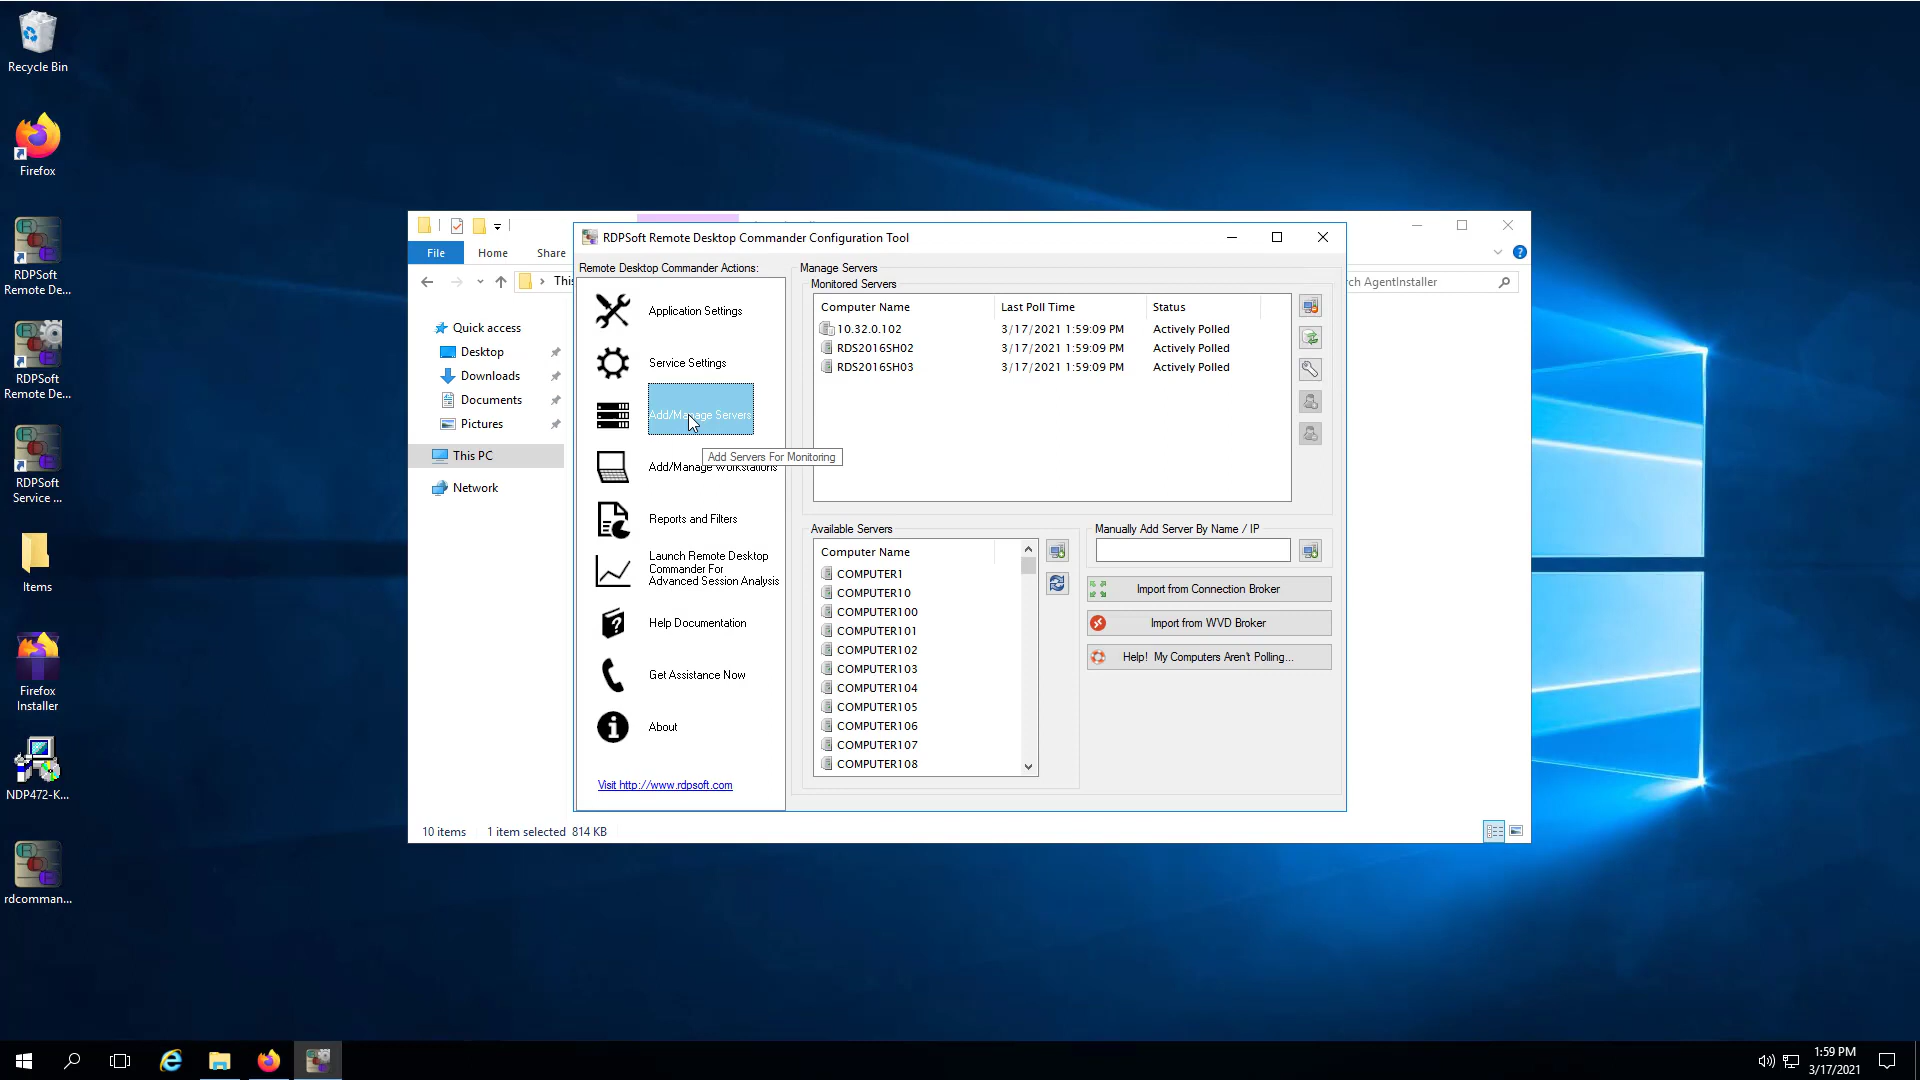 Recycle Bin
Firefox
RDPSoft
Remote De...
RDPSoft
Remote De...
RDPSoft
Service ...
Items
Firefox
Installer
NDP472-K...
rdcomman...
File
Home
Share
This
rch AgentInstaller
Quick access
Desktop
Downloads
Documents
Pictures
This PC
Network
10 items
1 item selected 814 KB
RDPSoft Remote Desktop Commander Configuration Tool
Remote Desktop Commander Actions:
Application Settings
Service Settings
Add/Manage Servers
Add Servers For Monitoring
Add/Manage Workstations
Reports and Filters
Launch Remote Desktop
Commander For
Advanced Session Analysis
Help Documentation
Get Assistance Now
About
Visit http://www.rdpsoft.com
Manage Servers
Monitored Servers
Computer Name Last Poll Time Status
10.32.0.102 3/17/2021 1:59:09 PM Actively Polled
RDS2016SH02 3/17/2021 1:59:09 PM Actively Polled
RDS2016SH03 3/17/2021 1:59:09 PM Actively Polled
Available Servers
Computer Name
COMPUTER1
COMPUTER10
COMPUTER100
COMPUTER101
COMPUTER102
COMPUTER103
COMPUTER104
COMPUTER105
COMPUTER106
COMPUTER107
COMPUTER108
Manually Add Server By Name / IP
Import from Connection Broker
Import from WVD Broker
Help! My Computers Aren't Polling...
1:59 PM
3/17/2021